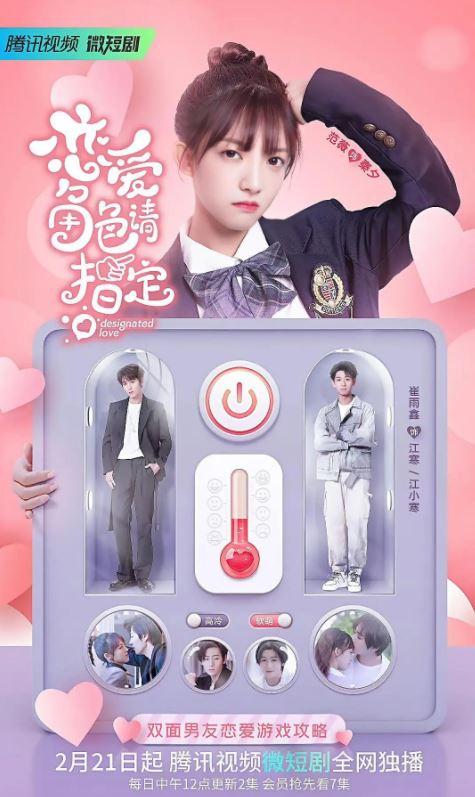 腾讯视频 微短剧
恋爱
角色请
指定
designated
love
范薇 饰 秦夕
崔雨鑫 饰 江寒/江小寒
高冷
软萌
双面男友恋爱游戏攻略
2月21日起 腾讯视频微短剧全网独播
每日中午12点更新2集 会员抢先看7集